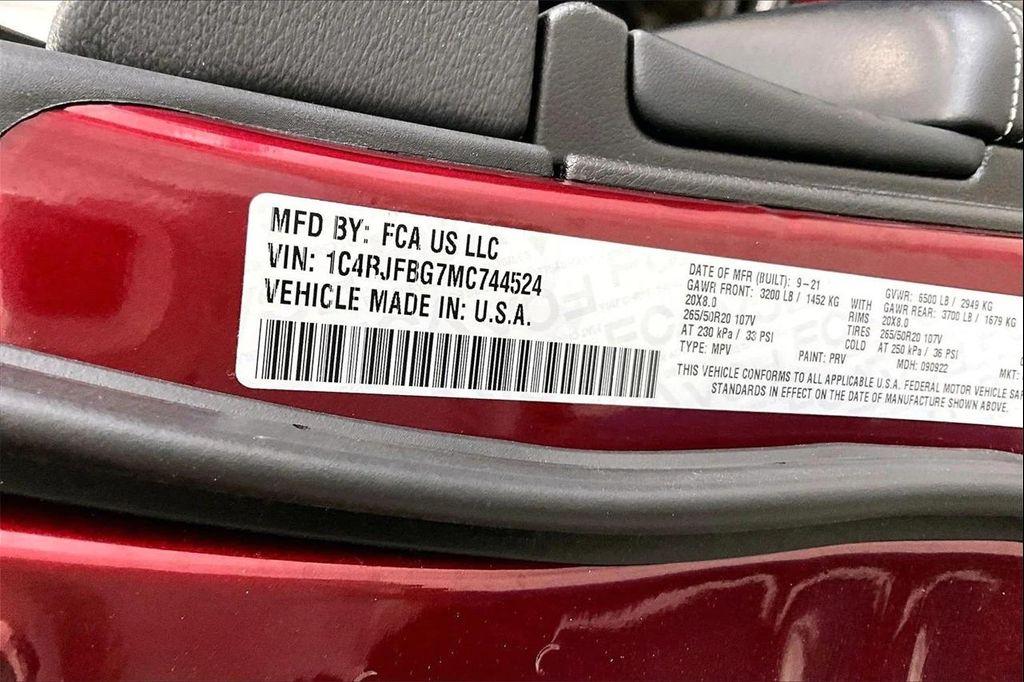 MFD BY: FCA US LLC
VIN: 1C4RJFBG7MC744524
VEHICLE MADE IN: U.S.A.
DATE OF MFR (BUILT): 9-21
GVWR: 6500 LB / 2949 KG
GAWR FRONT: 3200 LB / 1452 KG WITH GAWR REAR: 3700 LB / 1679 KG
20X8.0 RIMS 20X8.0
265/50R20 107V TIRES 265/50R20 107V
AT 230 kPa / 33 PSI COLD AT 250 kPa / 36 PSI
TYPE: MPV PAINT: PRV MDH: 090922 MKT:
THIS VEHICLE CONFORMS TO ALL APPLICABLE U.S.A. FEDERAL MOTOR VEHICLE
STANDARDS IN EFFECT ON THE DATE OF MANUFACTURE SHOWN ABOVE.